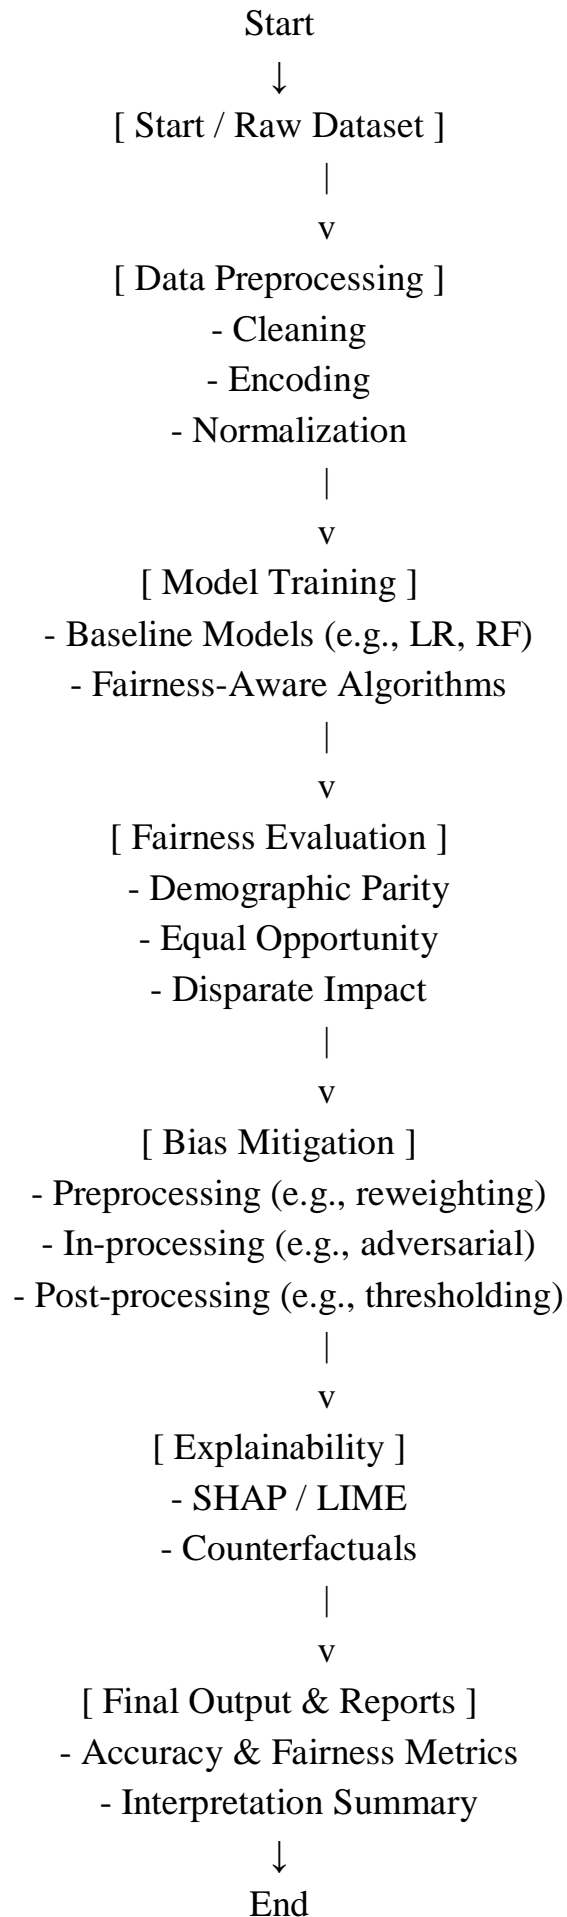 Start
↓
[ Start / Raw Dataset ]
|
v
[ Data Preprocessing ]
- Cleaning
- Encoding
- Normalization
|
v
[ Model Training ]
- Baseline Models (e.g., LR, RF)
- Fairness-Aware Algorithms
|
v
[ Fairness Evaluation ]
- Demographic Parity
- Equal Opportunity
- Disparate Impact
|
v
[ Bias Mitigation ]
- Preprocessing (e.g., reweighting)
- In-processing (e.g., adversarial)
- Post-processing (e.g., thresholding)
|
v
[ Explainability ]
- SHAP / LIME
- Counterfactuals
|
v
[ Final Output & Reports ]
- Accuracy & Fairness Metrics
- Interpretation Summary
↓
End